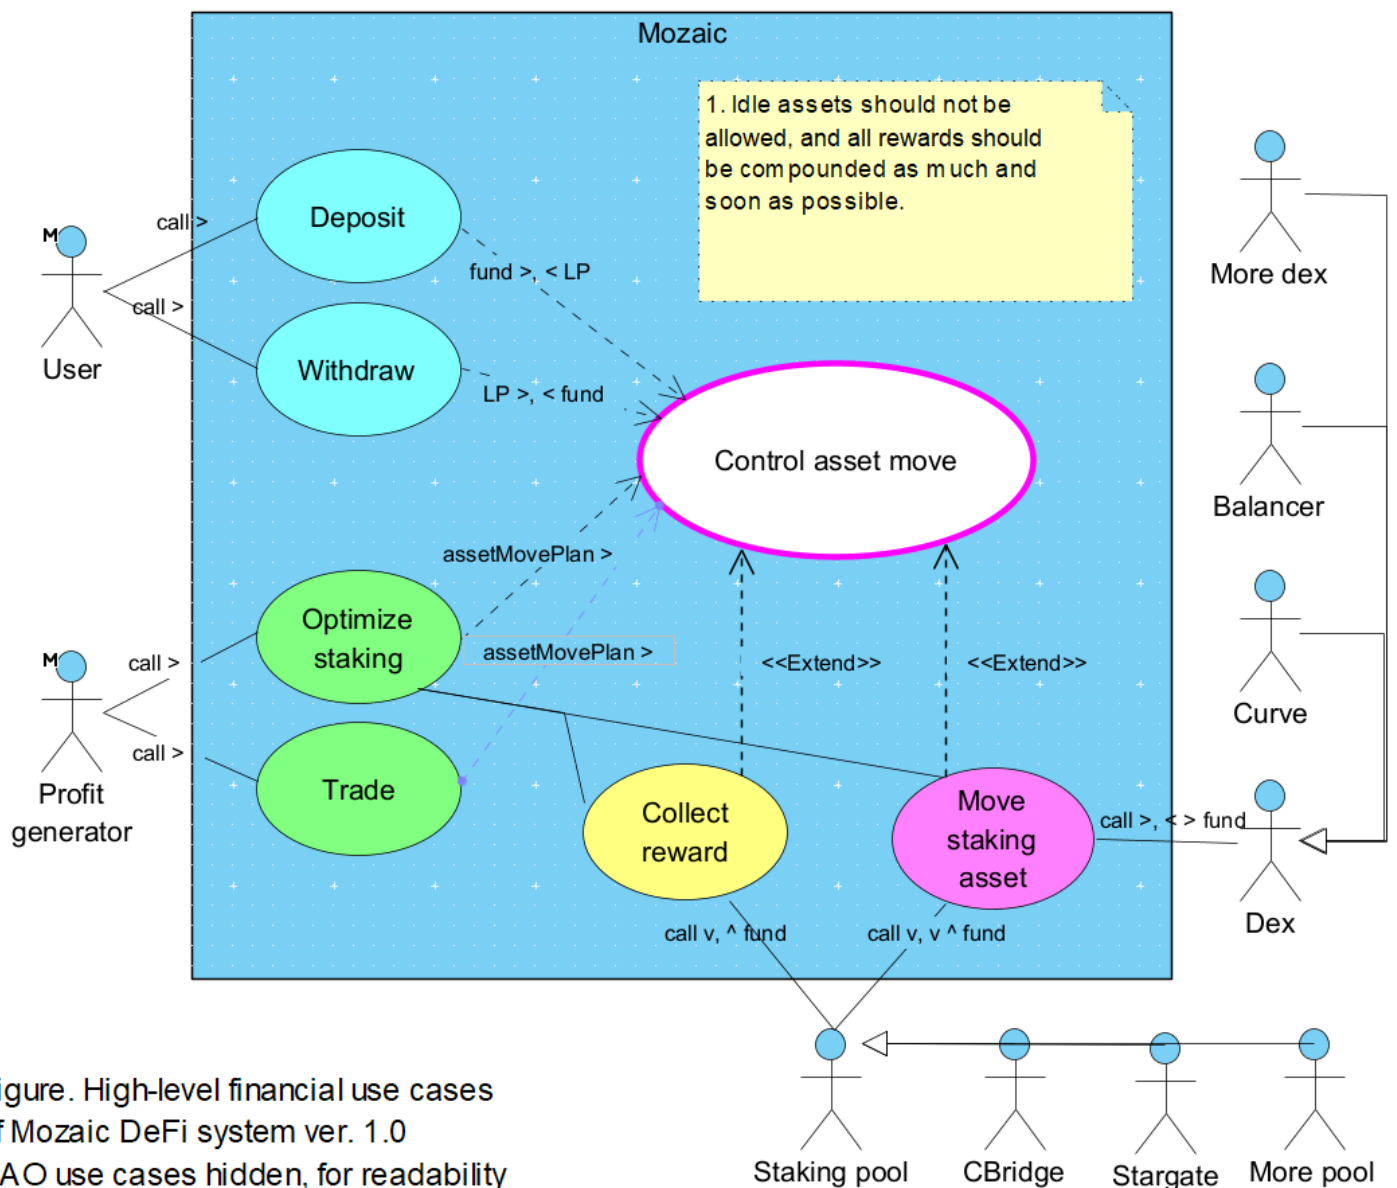 Mozaic
1. Idle assets should not be
allowed, and all rewards should
be compounded as much and
soon as possible.
Deposit
call >
M
User
call >
fund >, < LP
Withdraw
LP >, < fund
Control asset move
More dex
Balancer
Curve
assetMovePlan >
Optimize
staking
assetMovePlan >
<<Extend>>
<<Extend>>
M
call >
Profit
generator
call >
Trade
Collect
reward
Move
staking
asset
call >, < > fund
Dex
call v, ^ fund
call v, v ^ fund
Staking pool
CBridge
Stargate
More pool
igure. High-level financial use cases
f Mozaic DeFi system ver. 1.0
AO use cases hidden, for readability